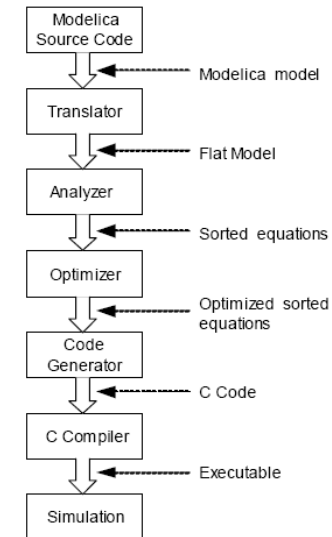 Modelica
Source Code
Modelica model
Translator
Flat Model
Analyzer
Sorted equations
Optimizer
Optimized sorted
equations
Code
Generator
C Code
C Compiler
Executable
Simulation